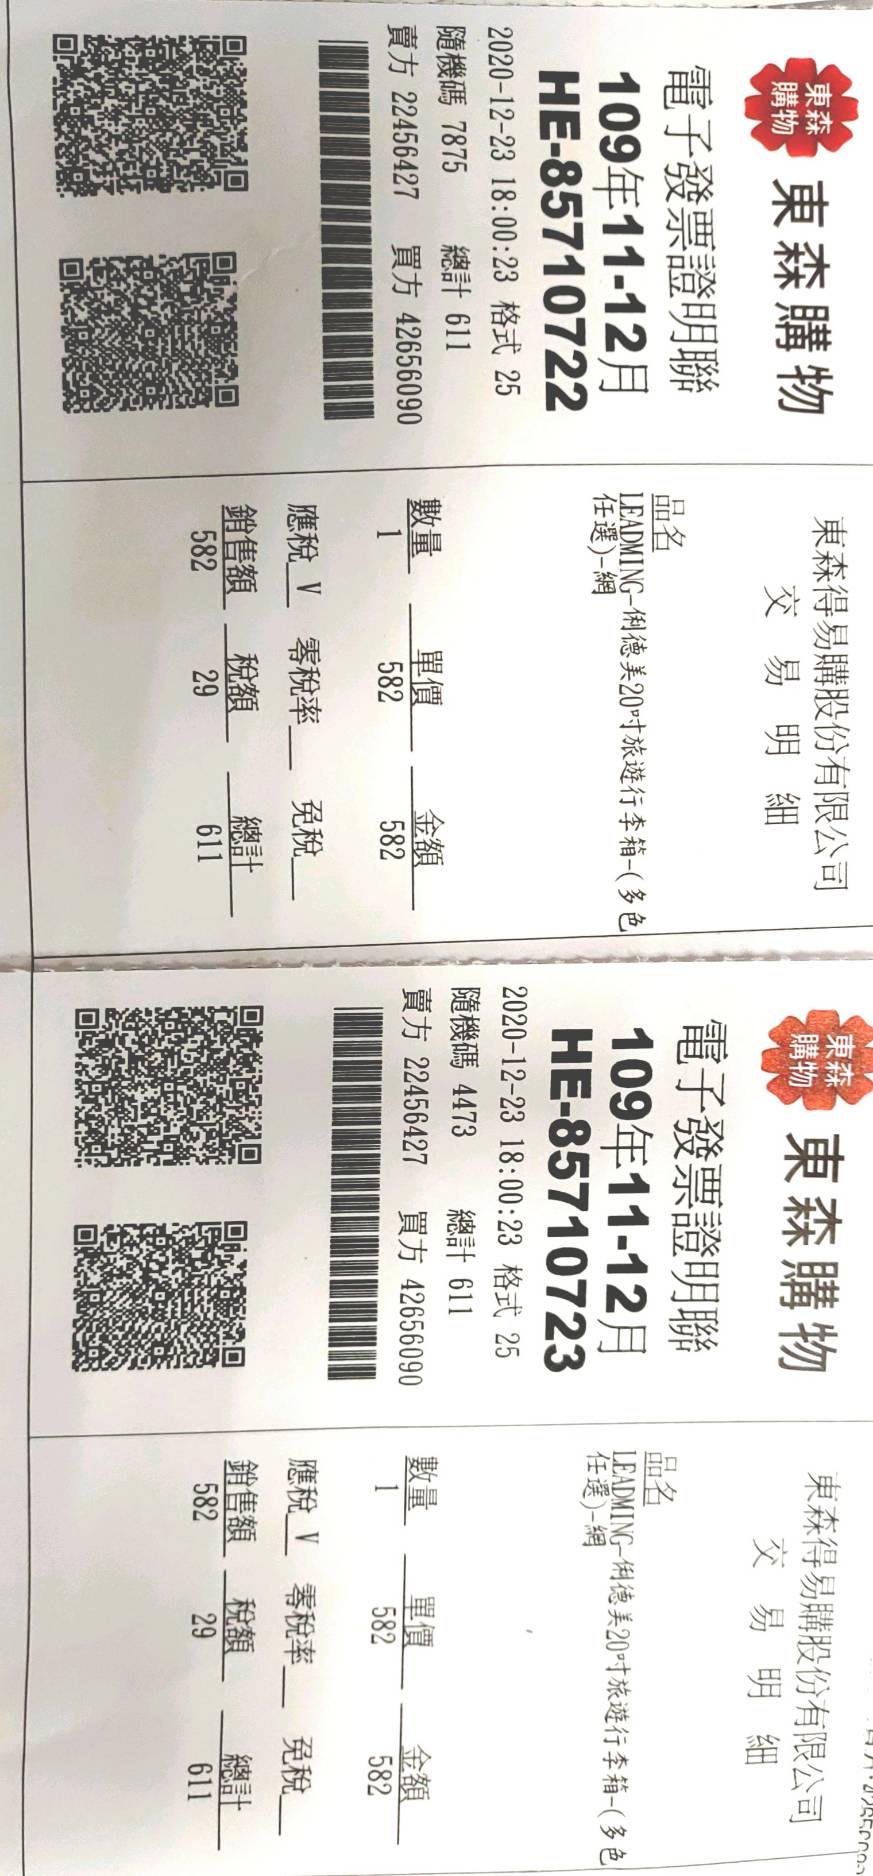 東森
購物
東森購物
電子發票證明聯
109年11-12月
HE-85710722
2020-12-23 18:00:23 格式 25
隨機碼 7875 總計 611
賣方 22456427 買方 42656090
東森得易購股份有限公司
交易明細
品名
LEADMING-俐德美20吋旅遊行李箱-(多色
任選)-網
數量 單價 金額
1 582 582
應稅 V 零稅率 免稅
銷售額 稅額 總計
582 29 611
東森
購物
東森購物
電子發票證明聯
109年11-12月
HE-85710723
2020-12-23 18:00:23 格式 25
隨機碼 4473 總計 611
賣方 22456427 買方 42656090
東森得易購股份有限公司
交易明細
品名
LEADMING-俐德美20吋旅遊行李箱-(多色
任選)-網
數量 單價 金額
1 582 582
應稅 V 零稅率 免稅
銷售額 稅額 總計
582 29 611